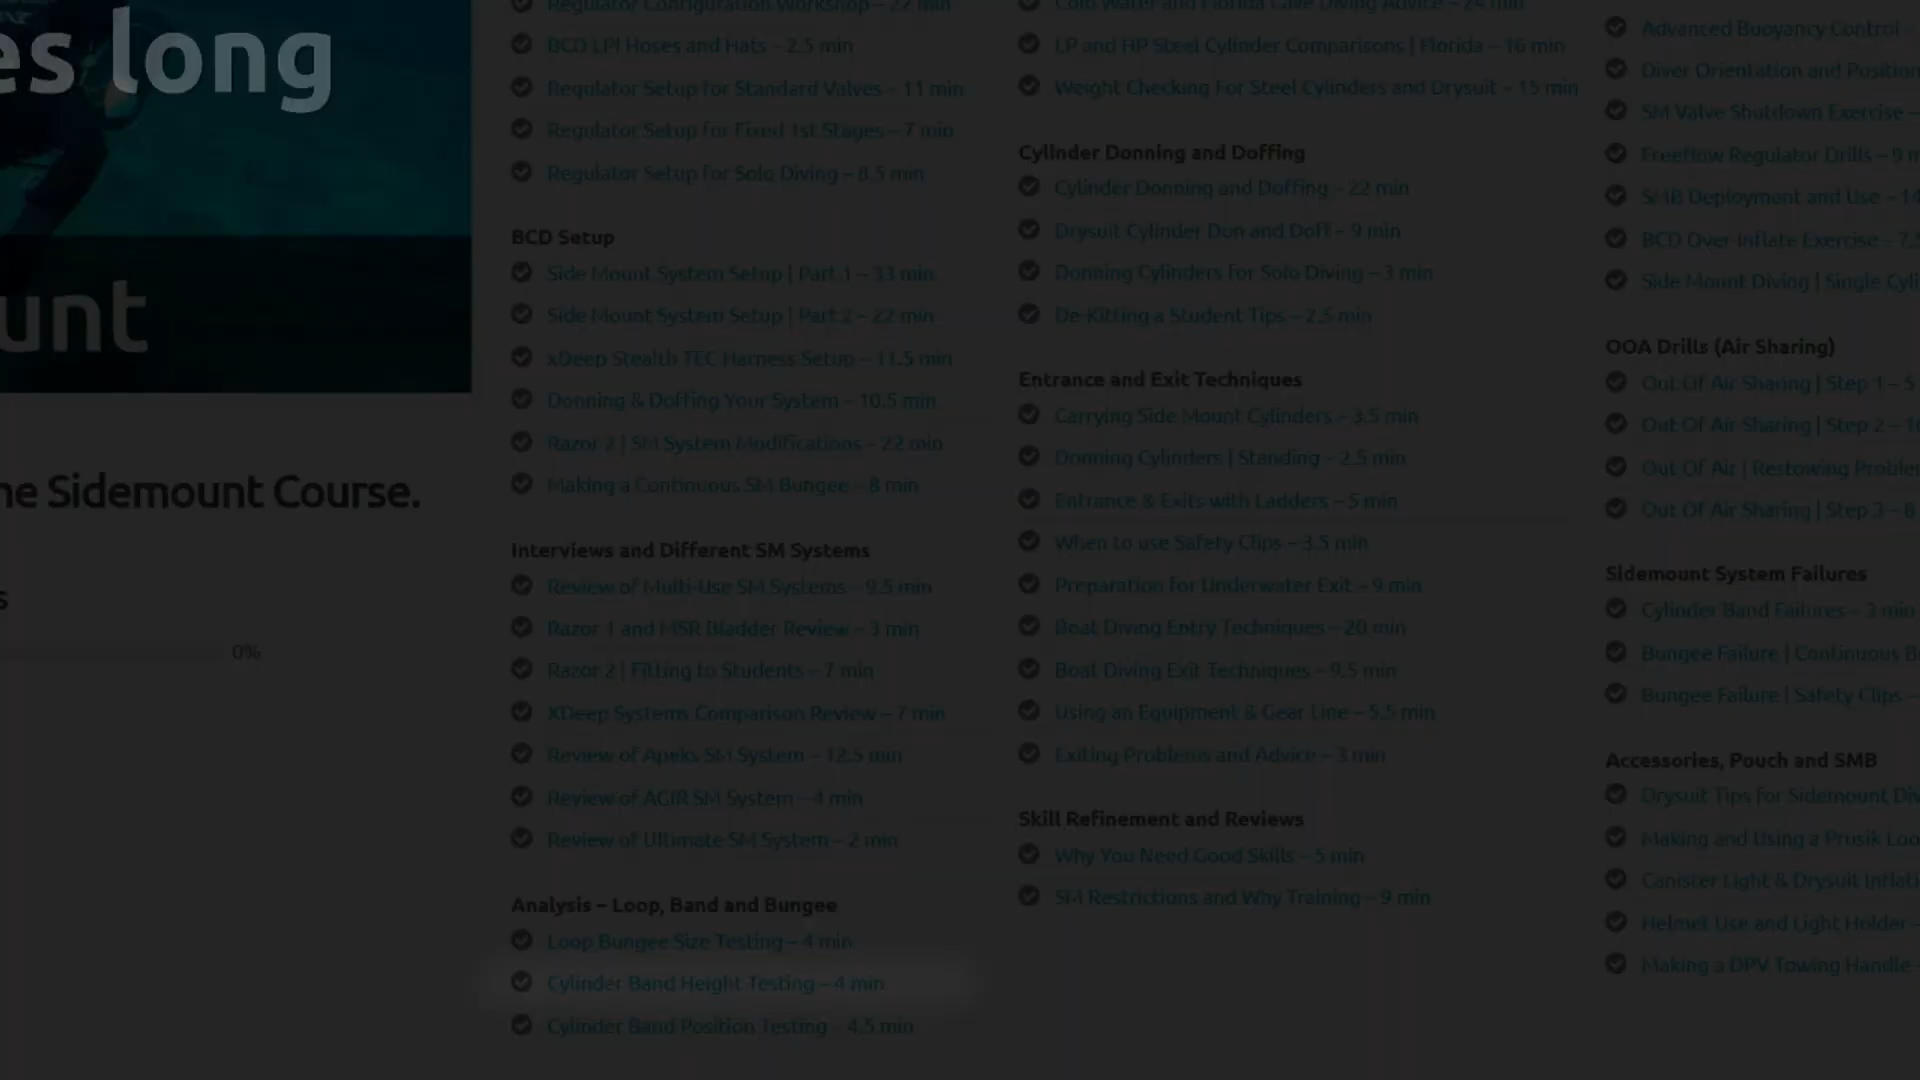 es long
unt
he Sidemount Course.
s
0%
Regulator Configuration Workshop – 22 min
BCD LPI Hoses and Hats – 2.5 min
Regulator Setup for Standard Valves – 11 min
Regulator Setup for Fixed 1st Stages – 7 min
Regulator Setup for Solo Diving – 8.5 min
BCD Setup
Side Mount System Setup | Part 1 – 33 min
Side Mount System Setup | Part 2 – 22 min
xDeep Stealth TEC Harness Setup – 11.5 min
Donning & Doffing Your System – 10.5 min
Razor 2 | SM System Modifications – 22 min
Making a Continuous SM Bungee – 8 min
Interviews and Different SM Systems
Review of Multi-Use SM Systems – 9.5 min
Razor 1 and MSR Bladder Review – 3 min
Razor 2 | Fitting to Students – 7 min
XDeep Systems Comparison Review – 7 min
Review of Apeks SM System – 12.5 min
Review of AGIR SM System – 4 min
Review of Ultimate SM System – 2 min
Analysis – Loop, Band and Bungee
Loop Bungee Size Testing – 4 min
Cylinder Band Height Testing – 4 min
Cylinder Band Position Testing – 4.5 min
Cold Water and Florida Cave Diving Advice – 24 min
LP and HP Steel Cylinder Comparisons | Florida – 16 min
Weight Checking For Steel Cylinders and Drysuit – 15 min
Cylinder Donning and Doffing
Cylinder Donning and Doffing – 22 min
Drysuit Cylinder Don and Doff – 9 min
Donning Cylinders for Solo Diving – 3 min
De-Kitting a Student Tips – 2.5 min
Entrance and Exit Techniques
Carrying Side Mount Cylinders – 3.5 min
Donning Cylinders | Standing – 2.5 min
Entrance & Exits with Ladders – 5 min
When to use Safety Clips – 3.5 min
Preparation for Underwater Exit – 9 min
Boat Diving Entry Techniques – 20 min
Boat Diving Exit Techniques – 9.5 min
Using an Equipment & Gear Line – 5.5 min
Exiting Problems and Advice – 3 min
Skill Refinement and Reviews
Why You Need Good Skills – 5 min
SM Restrictions and Why Training – 9 min
Advanced Buoyancy Control –
Diver Orientation and Position
SM Valve Shutdown Exercise –
Freeflow Regulator Drills – 9 m
SMB Deployment and Use – 14
BCD Over Inflate Exercise – 7.5
Side Mount Diving | Single Cyli
OOA Drills (Air Sharing)
Out Of Air Sharing | Step 1 – 5
Out Of Air Sharing | Step 2 – 10
Out Of Air | Restowing Problem
Out Of Air Sharing | Step 3 – 8
Sidemount System Failures
Cylinder Band Failures – 3 min
Bungee Failure | Continuous B
Bungee Failure | Safety Clips –
Accessories, Pouch and SMB
Drysuit Tips for Sidemount Div
Making and Using a Prusik Loo
Canister Light & Drysuit Inflati
Helmet Use and Light Holder –
Making a DPV Towing Handle –